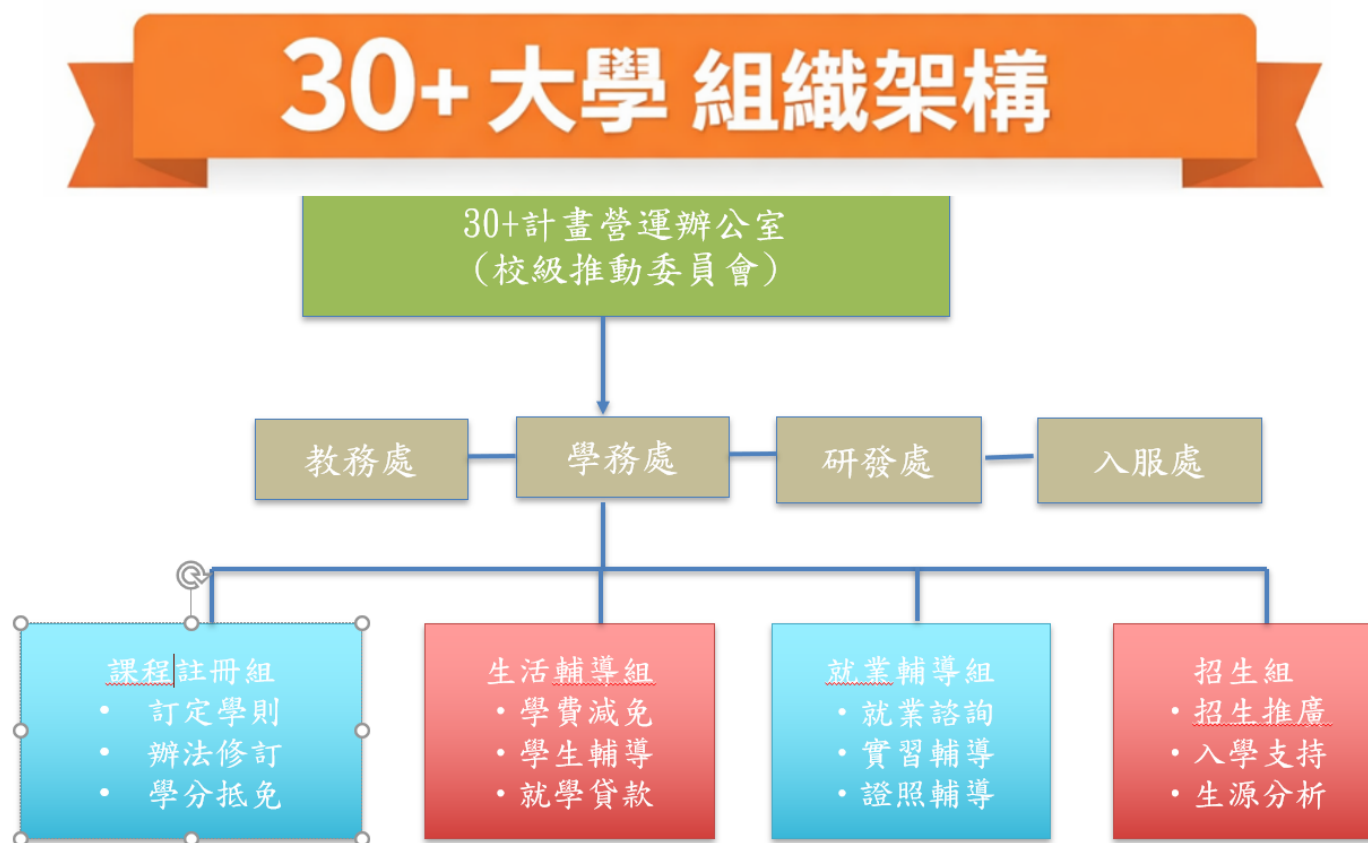 30+ 大學 組織架構
30+計畫營運辦公室
(校級推動委員會)
教務處
學務處
研發處
入服處
課程註冊組
• 訂定學則
• 辦法修訂
• 學分抵免
生活輔導組
• 學費減免
• 學生輔導
• 就學貸款
就業輔導組
• 就業諮詢
• 實習輔導
• 證照輔導
招生組
• 招生推廣
• 入學支持
• 生源分析